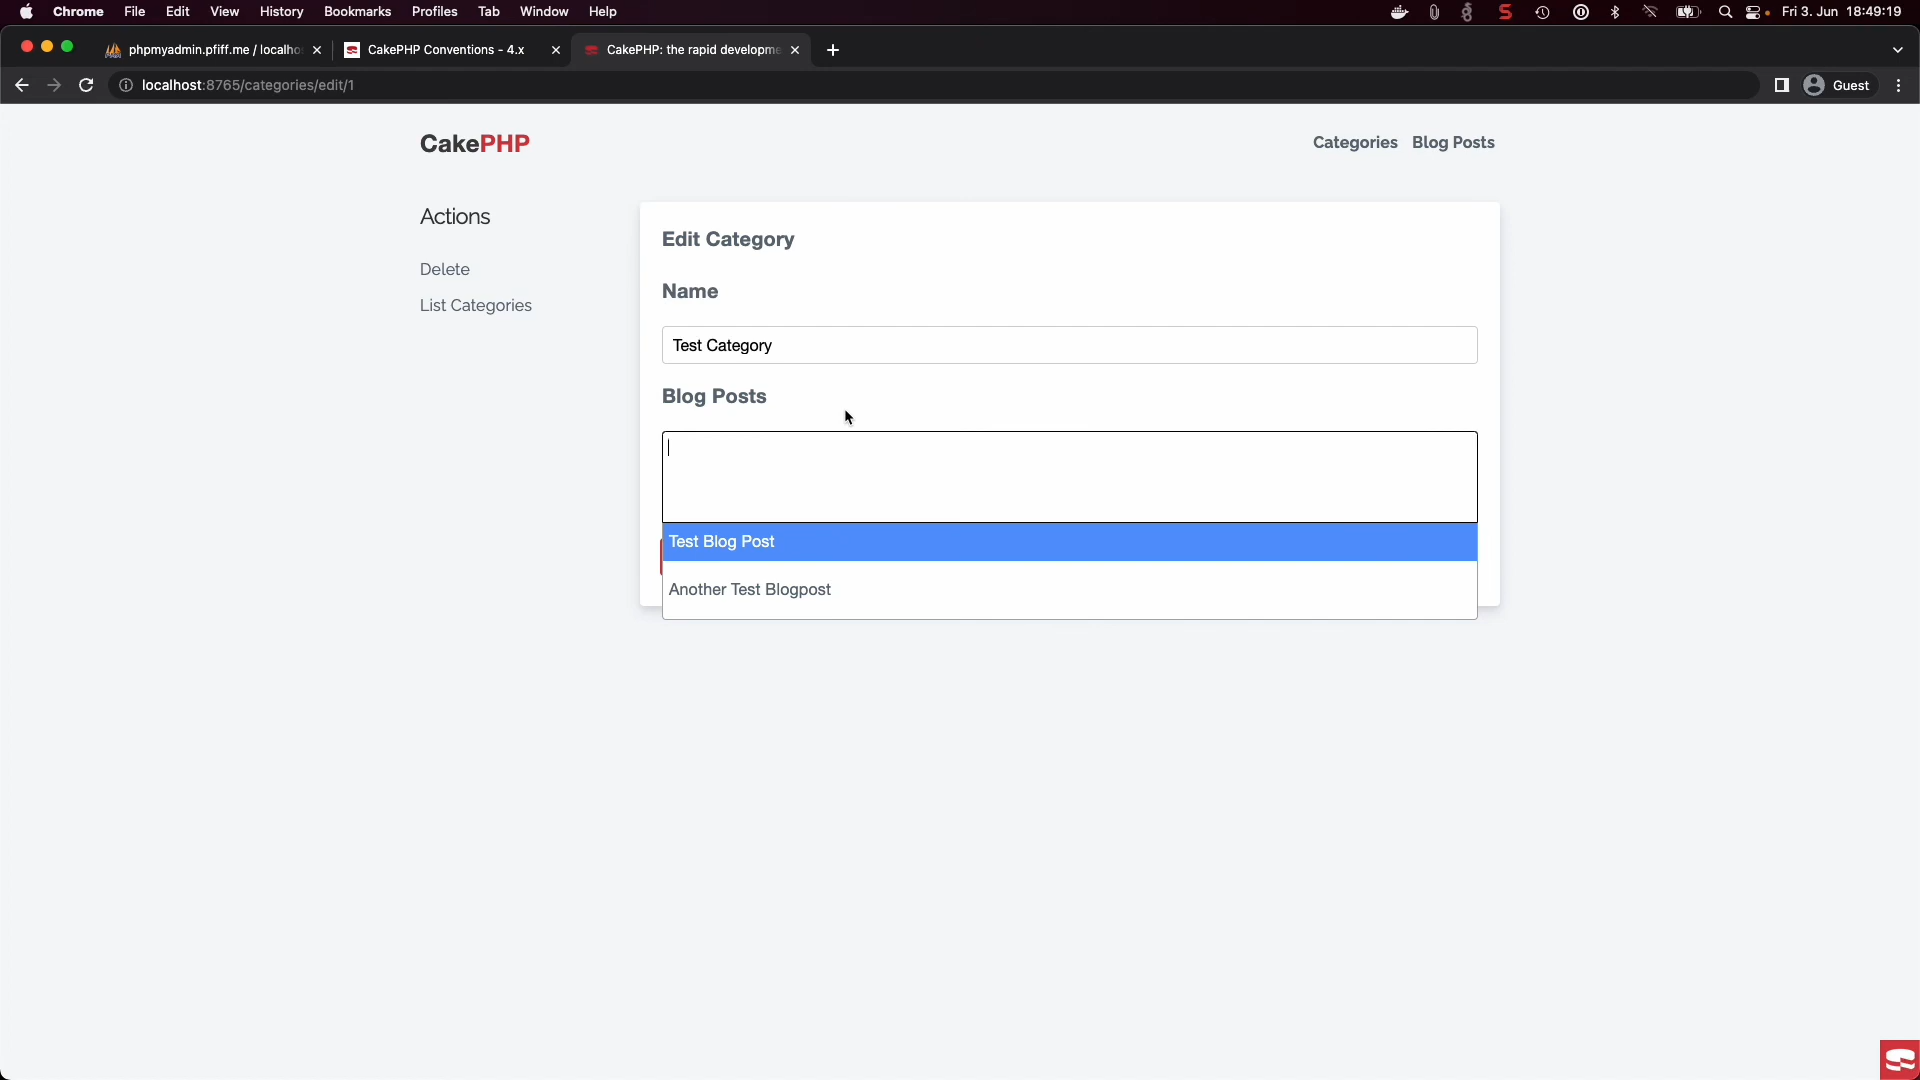 Chrome File Edit View History Bookmarks Profiles Tab Window Help Fri 3. Jun 18:49:19
phpmyadmin.pfiff.me / localho CakePHP Conventions - 4.x CakePHP: the rapid developme
localhost:8765/categories/edit/1 Guest
CakePHP Categories Blog Posts
Actions
Delete
List Categories
Edit Category
Name
Test Category
Blog Posts
Test Blog Post
Another Test Blogpost